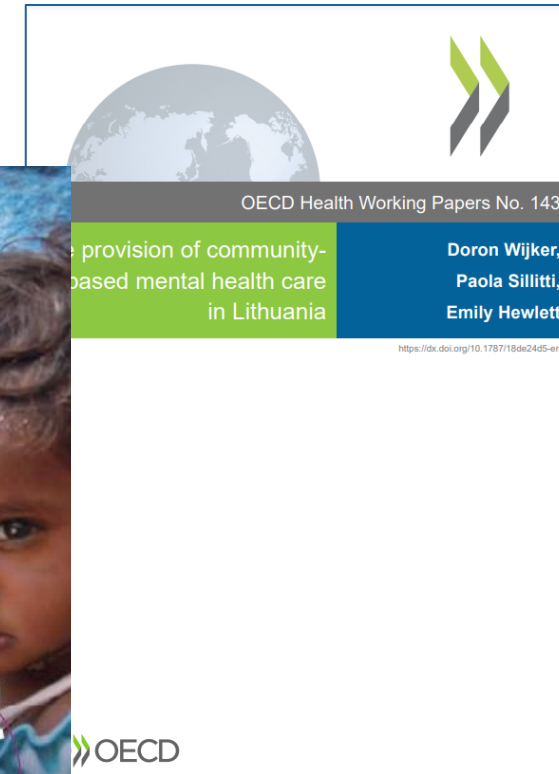 OECD Health Working Papers No. 143
provision of community-
based mental health care
in Lithuania
Doron Wijker,
Paola Sillitti,
Emily Hewlett
https://dx.doi.org/10.1787/18de24d5-en
OECD